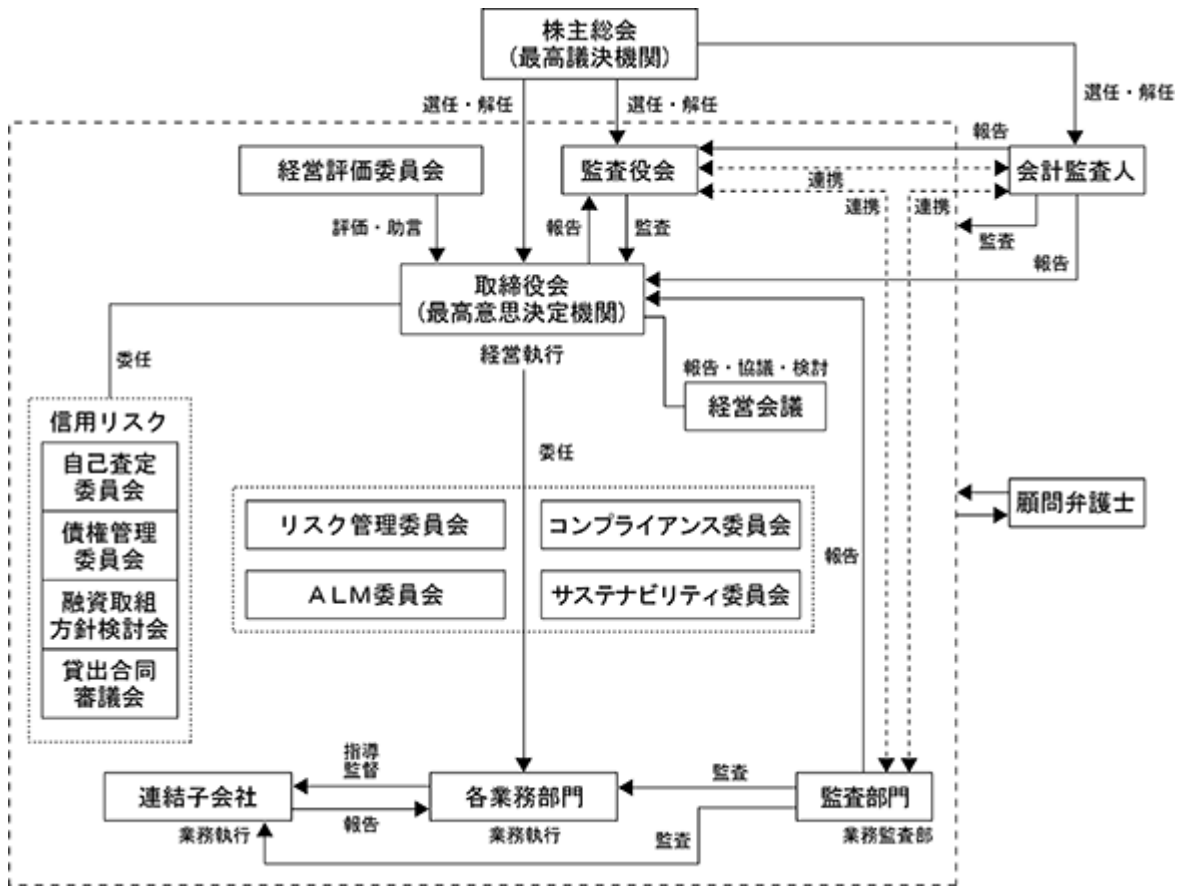 株主総会
(最高議決機関)
選任・解任
選任・解任
選任・解任
経営評価委員会
監査役会
報告
会計監査人
連携
連携
連携
評価・助言
報告
監査
監査
報告
取締役会
(最高意思決定機関)
経営執行
委任
報告・協議・検討
経営会議
信用リスク
自己査定
委員会
債権管理
委員会
融資取組
方針検討会
貸出合同
審議会
委任
リスク管理委員会
コンプライアンス委員会
ALM委員会
サステナビリティ委員会
報告
顧問弁護士
指導
監督
連結子会社
業務執行
報告
各業務部門
業務執行
監査
監査
監査部門
業務監査部